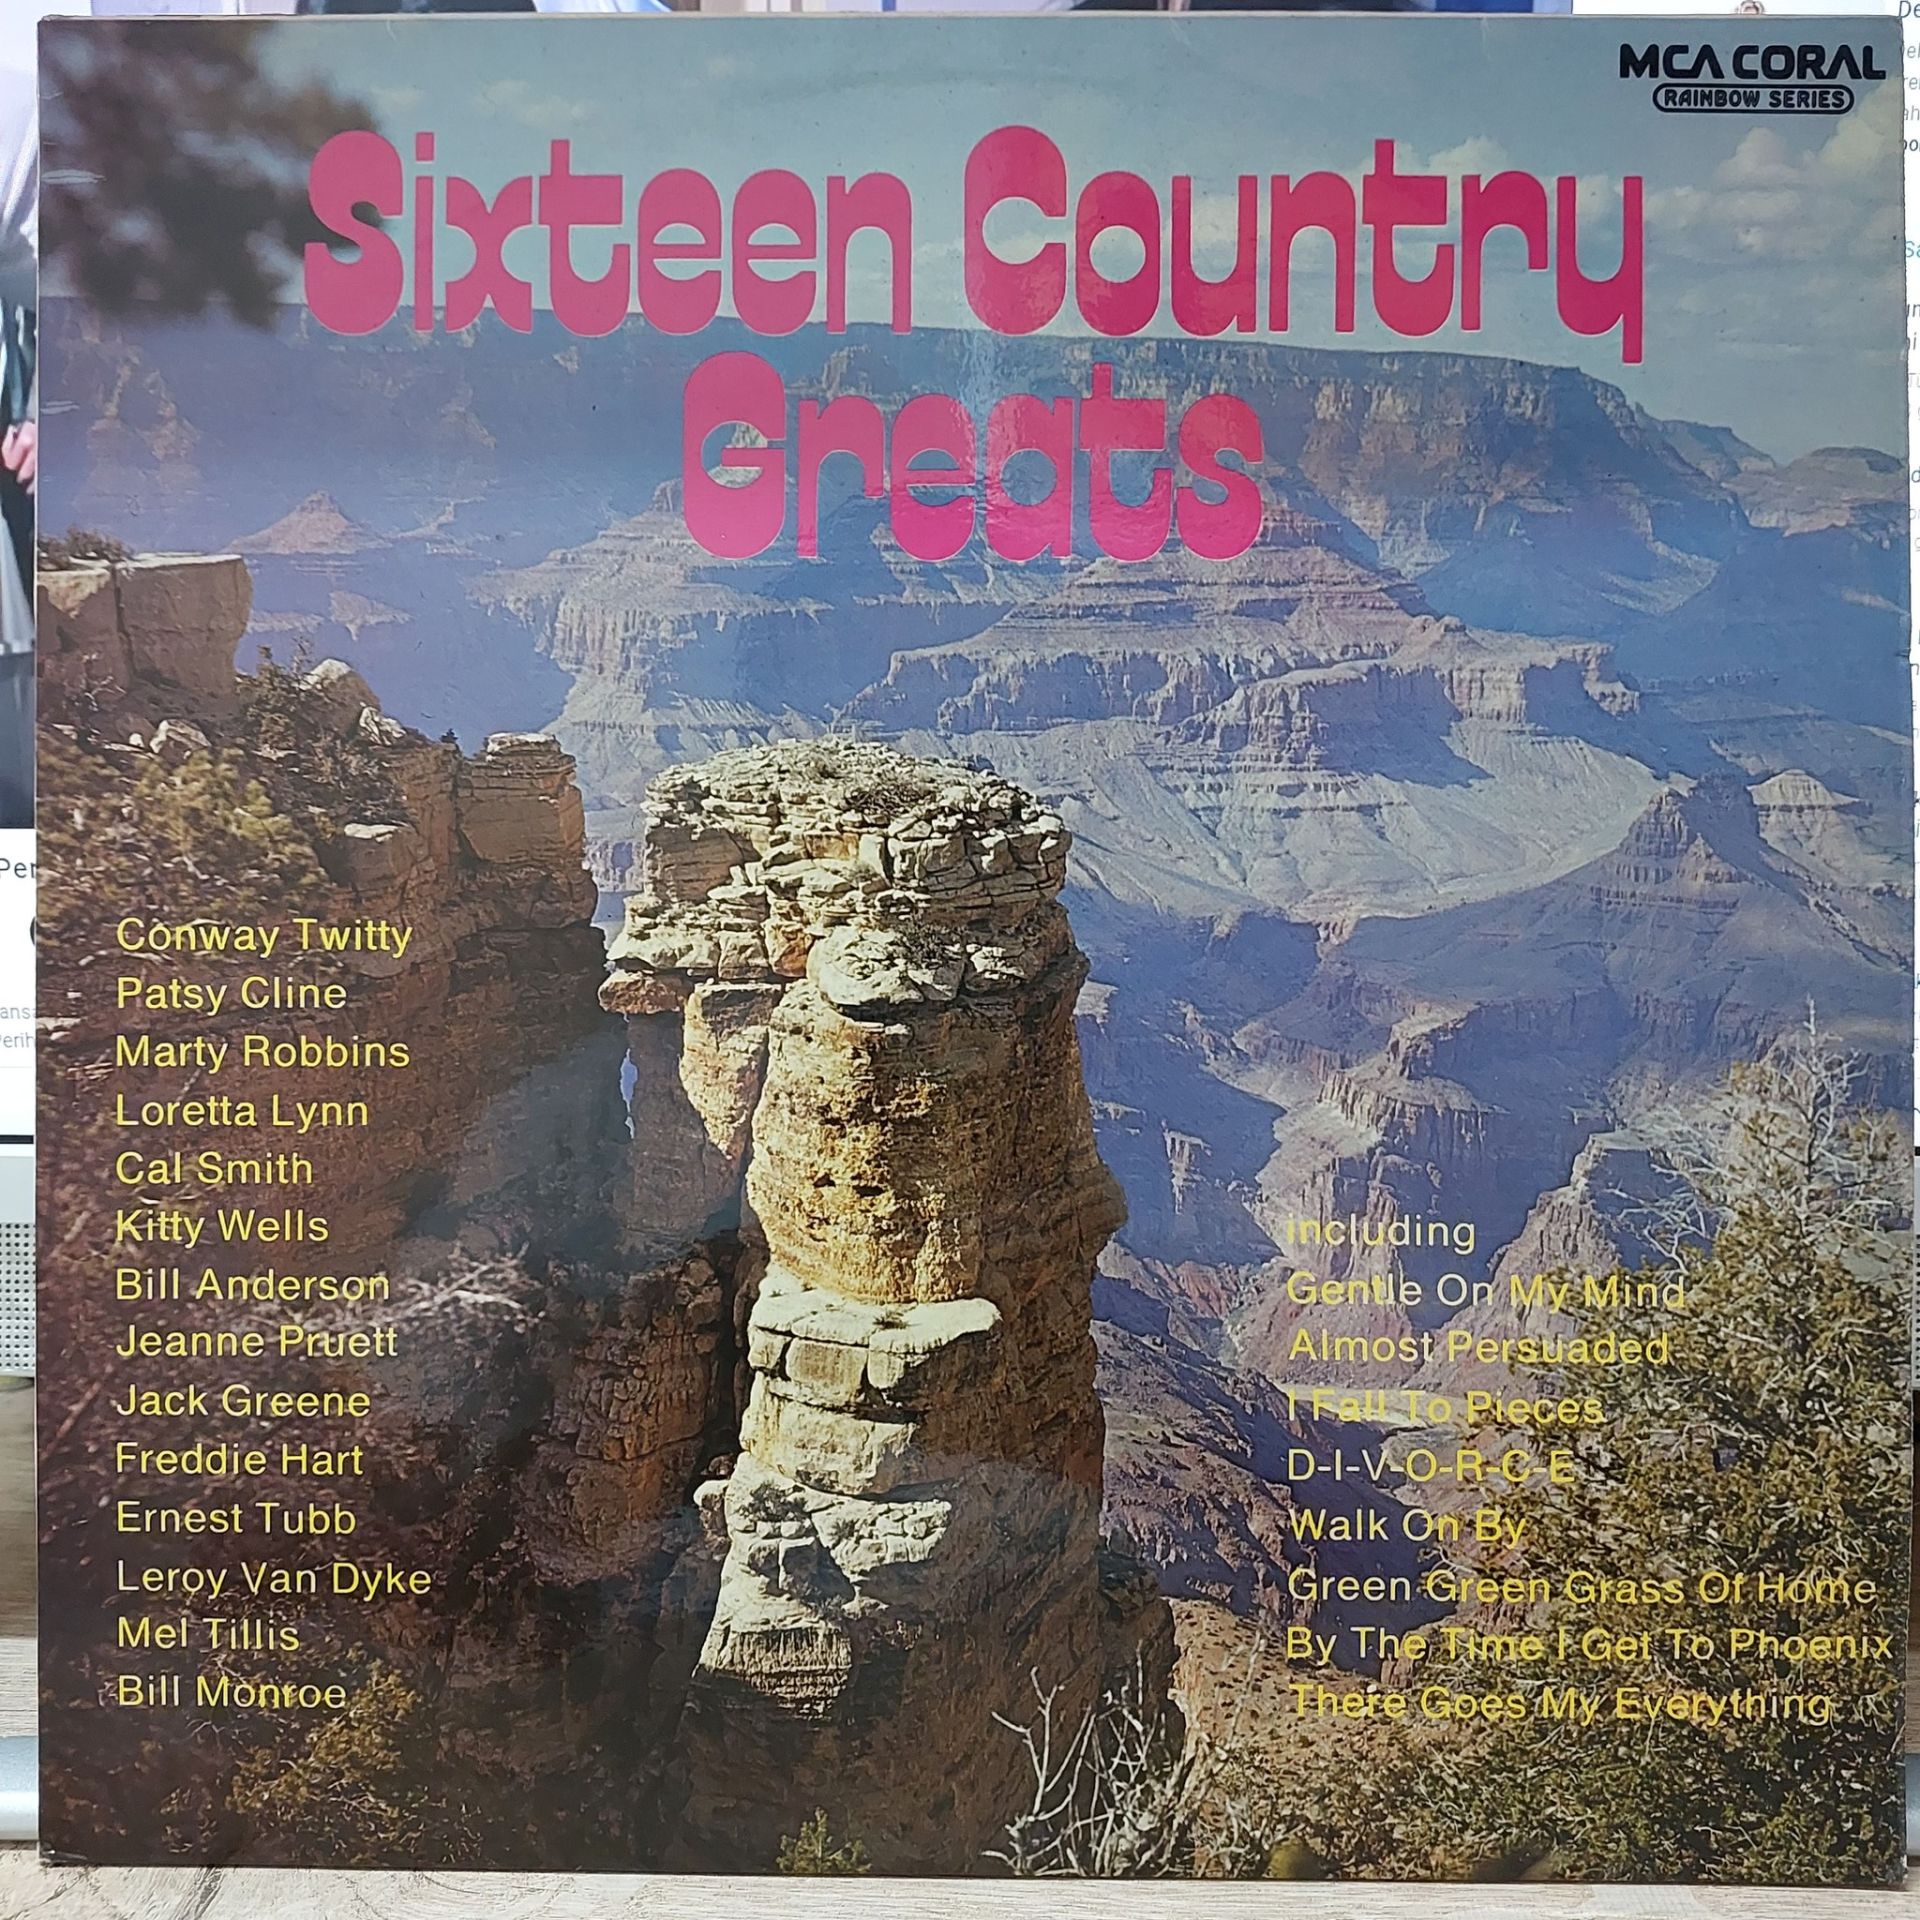 MCA CORAL
RAINBOW SERIES
Sixteen Country
Greats
Conway Twitty
Patsy Cline
Marty Robbins
Loretta Lynn
Cal Smith
Kitty Wells
Bill Anderson
Jeanne Pruett
Jack Greene
Freddie Hart
Ernest Tubb
Leroy Van Dyke
Mel Tillis
Bill Monroe
including
Gentle On My Mind
Almost Persuaded
I Fall To Pieces
D-I-V-O-R-C-E
Walk On By
Green Green Grass Of Home
By The Time I Get To Phoenix
There Goes My Everything